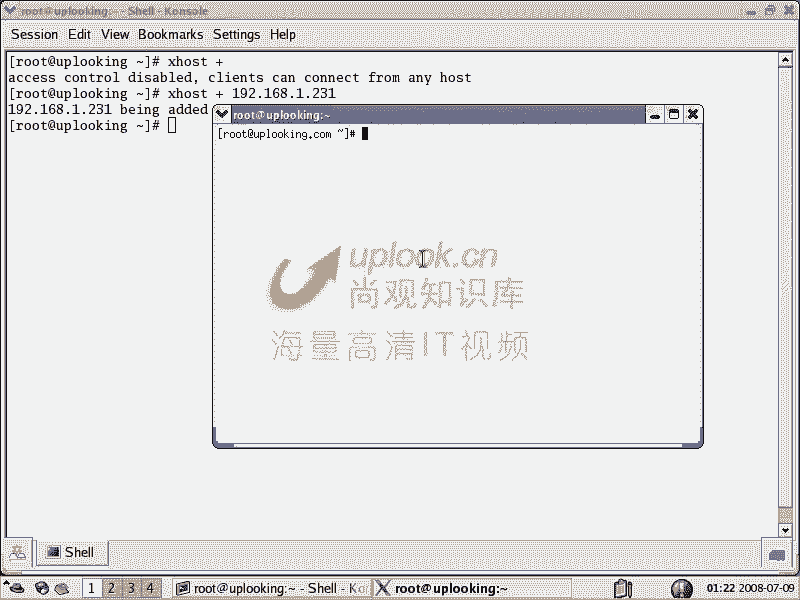 root@uplooking:~ - Shell - Konsole
Session Edit View Bookmarks Settings Help
[root@uplooking ~]# xhost +
access control disabled, clients can connect from any host
[root@uplooking ~]# xhost + 192.168.1.231
192.168.1.231 being added
[root@uplooking ~]#
root@uplooking:~
[root@uplooking.com ~]#
uplook.cn
尚观知识库
海量高清IT视频
Shell
1 2 3 4 root@uplooking:~ - Shell - Kon root@uplooking:~ 01:22 2008-07-09